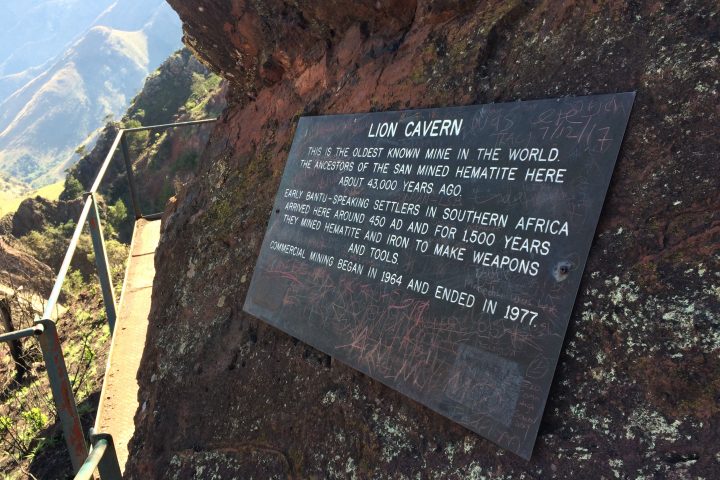 LION CAVERN
THIS IS THE OLDEST KNOWN MINE IN THE WORLD.
THE ANCESTORS OF THE SAN MINED HEMATITE HERE
ABOUT 43,000 YEARS AGO.
EARLY BANTU-SPEAKING SETTLERS IN SOUTHERN AFRICA
ARRIVED HERE AROUND 450 AD AND FOR 1,500 YEARS
THEY MINED HEMATITE AND IRON TO MAKE WEAPONS
AND TOOLS.
COMMERCIAL MINING BEGAN IN 1964 AND ENDED IN 1977.
7/12/17